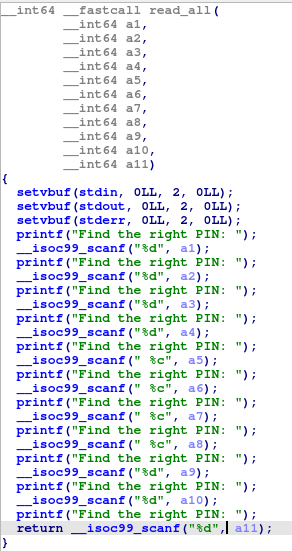 __int64 __fastcall read_all(
        __int64 a1,
        __int64 a2,
        __int64 a3,
        __int64 a4,
        __int64 a5,
        __int64 a6,
        __int64 a7,
        __int64 a8,
        __int64 a9,
        __int64 a10,
        __int64 a11)
{
  setvbuf(stdin, 0LL, 2, 0LL);
  setvbuf(stdout, 0LL, 2, 0LL);
  setvbuf(stderr, 0LL, 2, 0LL);
  printf("Find the right PIN: ");
  __isoc99_scanf("%d", a1);
  printf("Find the right PIN: ");
  __isoc99_scanf("%d", a2);
  printf("Find the right PIN: ");
  __isoc99_scanf("%d", a3);
  printf("Find the right PIN: ");
  __isoc99_scanf("%d", a4);
  printf("Find the right PIN: ");
  __isoc99_scanf(" %c", a5);
  printf("Find the right PIN: ");
  __isoc99_scanf(" %c", a6);
  printf("Find the right PIN: ");
  __isoc99_scanf(" %c", a7);
  printf("Find the right PIN: ");
  __isoc99_scanf(" %c", a8);
  printf("Find the right PIN: ");
  __isoc99_scanf("%d", a9);
  printf("Find the right PIN: ");
  __isoc99_scanf("%d", a10);
  printf("Find the right PIN: ");
  return __isoc99_scanf("%d", a11);
}